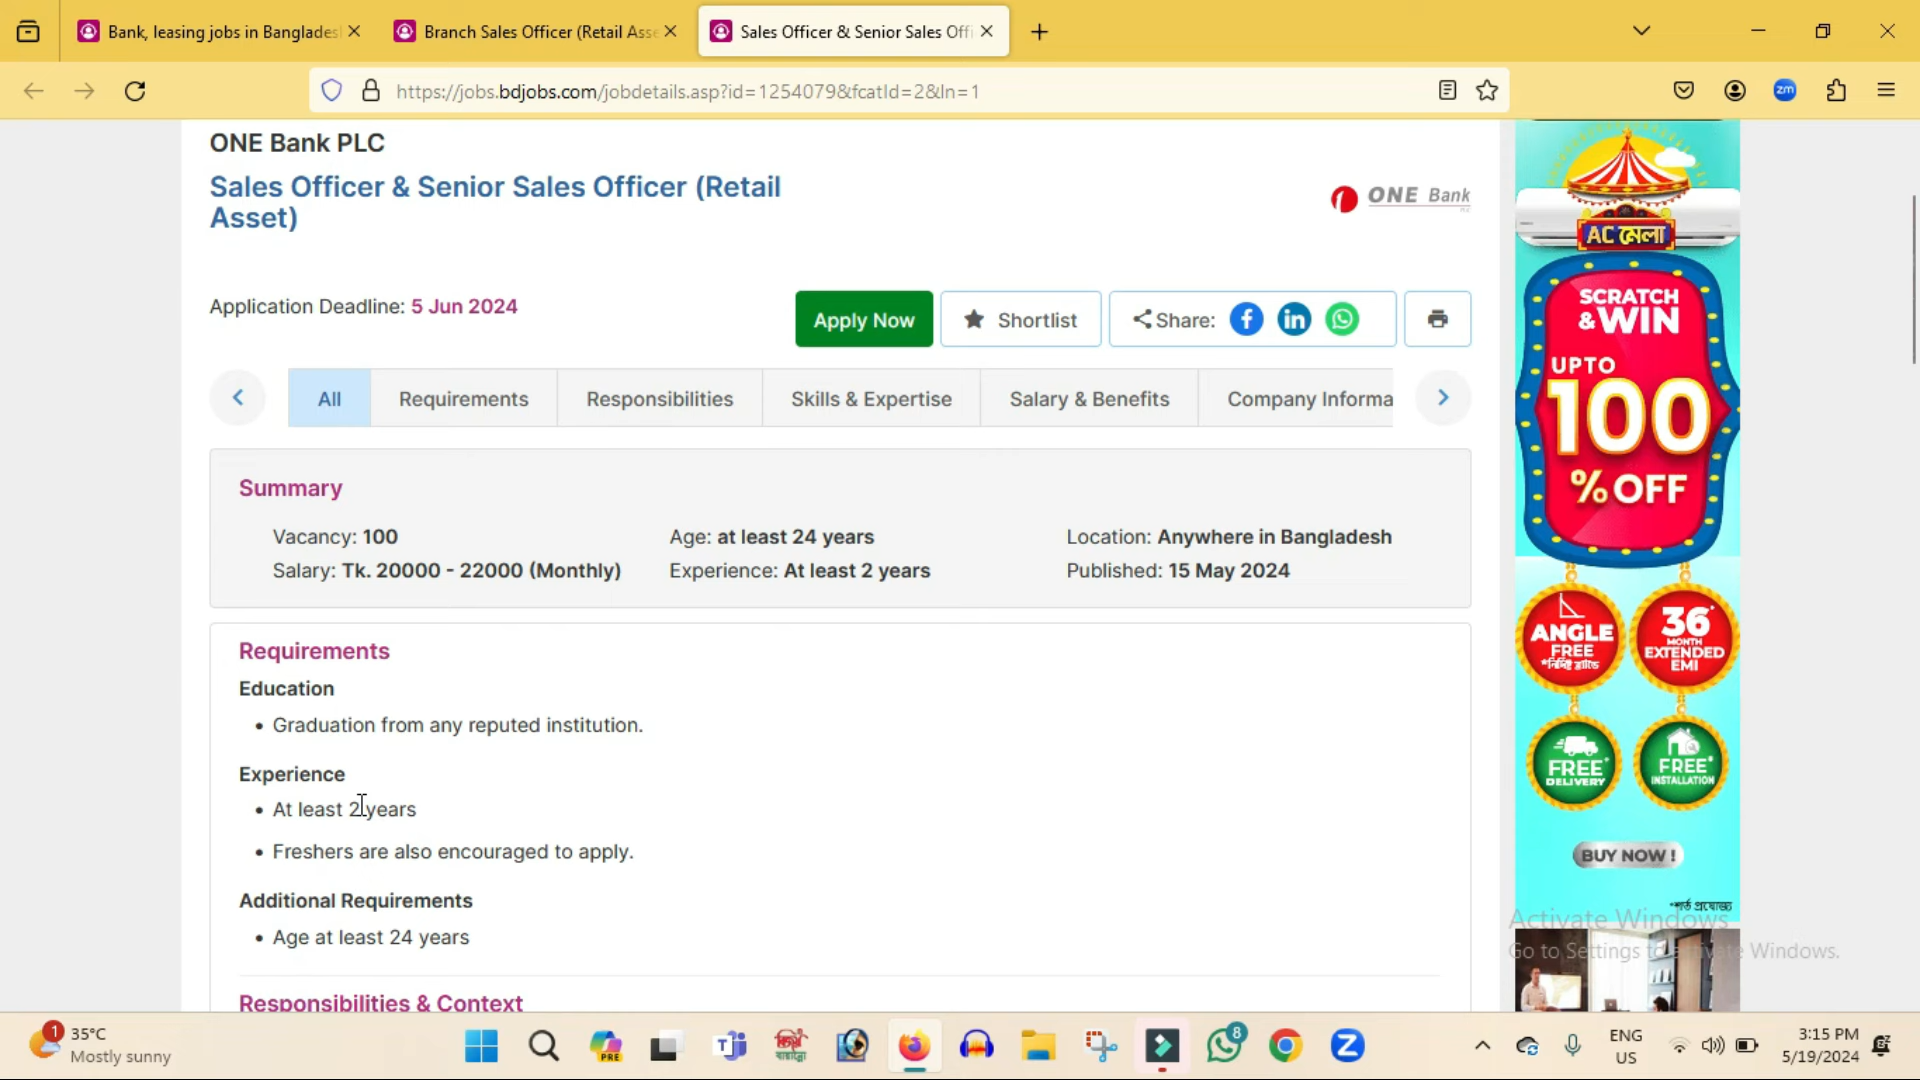 Bank, leasing jobs in Banglades
Branch Sales Officer (Retail Asse
Sales Officer & Senior Sales Offi
https://jobs.bdjobs.com/jobdetails.asp?id=1254079&fcatId=2&ln=1
zm
ONE Bank PLC
Sales Officer & Senior Sales Officer (Retail
Asset)
ONE Bank
Application Deadline: 5 Jun 2024
Apply Now
Shortlist
Share:
All
Requirements
Responsibilities
Skills & Expertise
Salary & Benefits
Company Informa
Summary
Vacancy: 100
Age: at least 24 years
Location: Anywhere in Bangladesh
Salary: Tk. 20000 - 22000 (Monthly)
Experience: At least 2 years
Published: 15 May 2024
Requirements
Education
• Graduation from any reputed institution.
Experience
• At least 2 years
• Freshers are also encouraged to apply.
Additional Requirements
• Age at least 24 years
Responsibilities & Context
AC মেলা
SCRATCH
& WIN
UPTO
100
% OFF
ANGLE
FREE
36
MONTH
EXTENDED
EMI
FREE*
DELIVERY
FREE*
INSTALLATION
BUY NOW !
*শর্ত প্রযোজ্য
Activate Windows
Go to Settings to activate Windows.
1
35°C
Mostly sunny
PRE
8
ENG
US
3:15 PM
5/19/2024